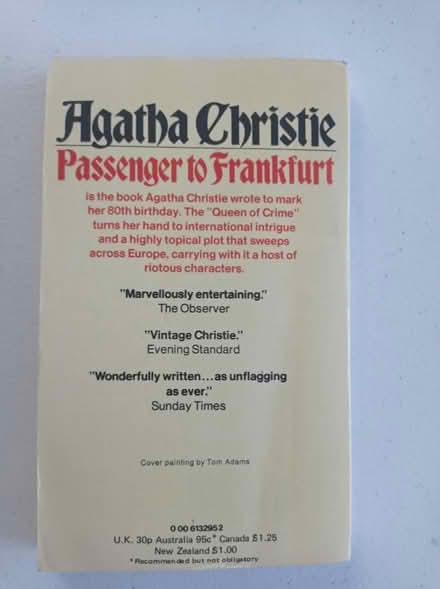 Agatha Christie
Passenger to Frankfurt
is the book Agatha Christie wrote to mark
her 80th birthday. The "Queen of Crime"
turns her hand to international intrigue
and a highly topical plot that sweeps
across Europe, carrying with it a host of
riotous characters.
"Marvellously entertaining."
The Observer
"Vintage Christie."
Evening Standard
"Wonderfully written...as unflagging
as ever."
Sunday Times
Cover painting by Tom Adams
0 00 613295 2
U.K. 30p Australia 95c* Canada $1.25
New Zealand $1.00
*Recommended but not obligatory